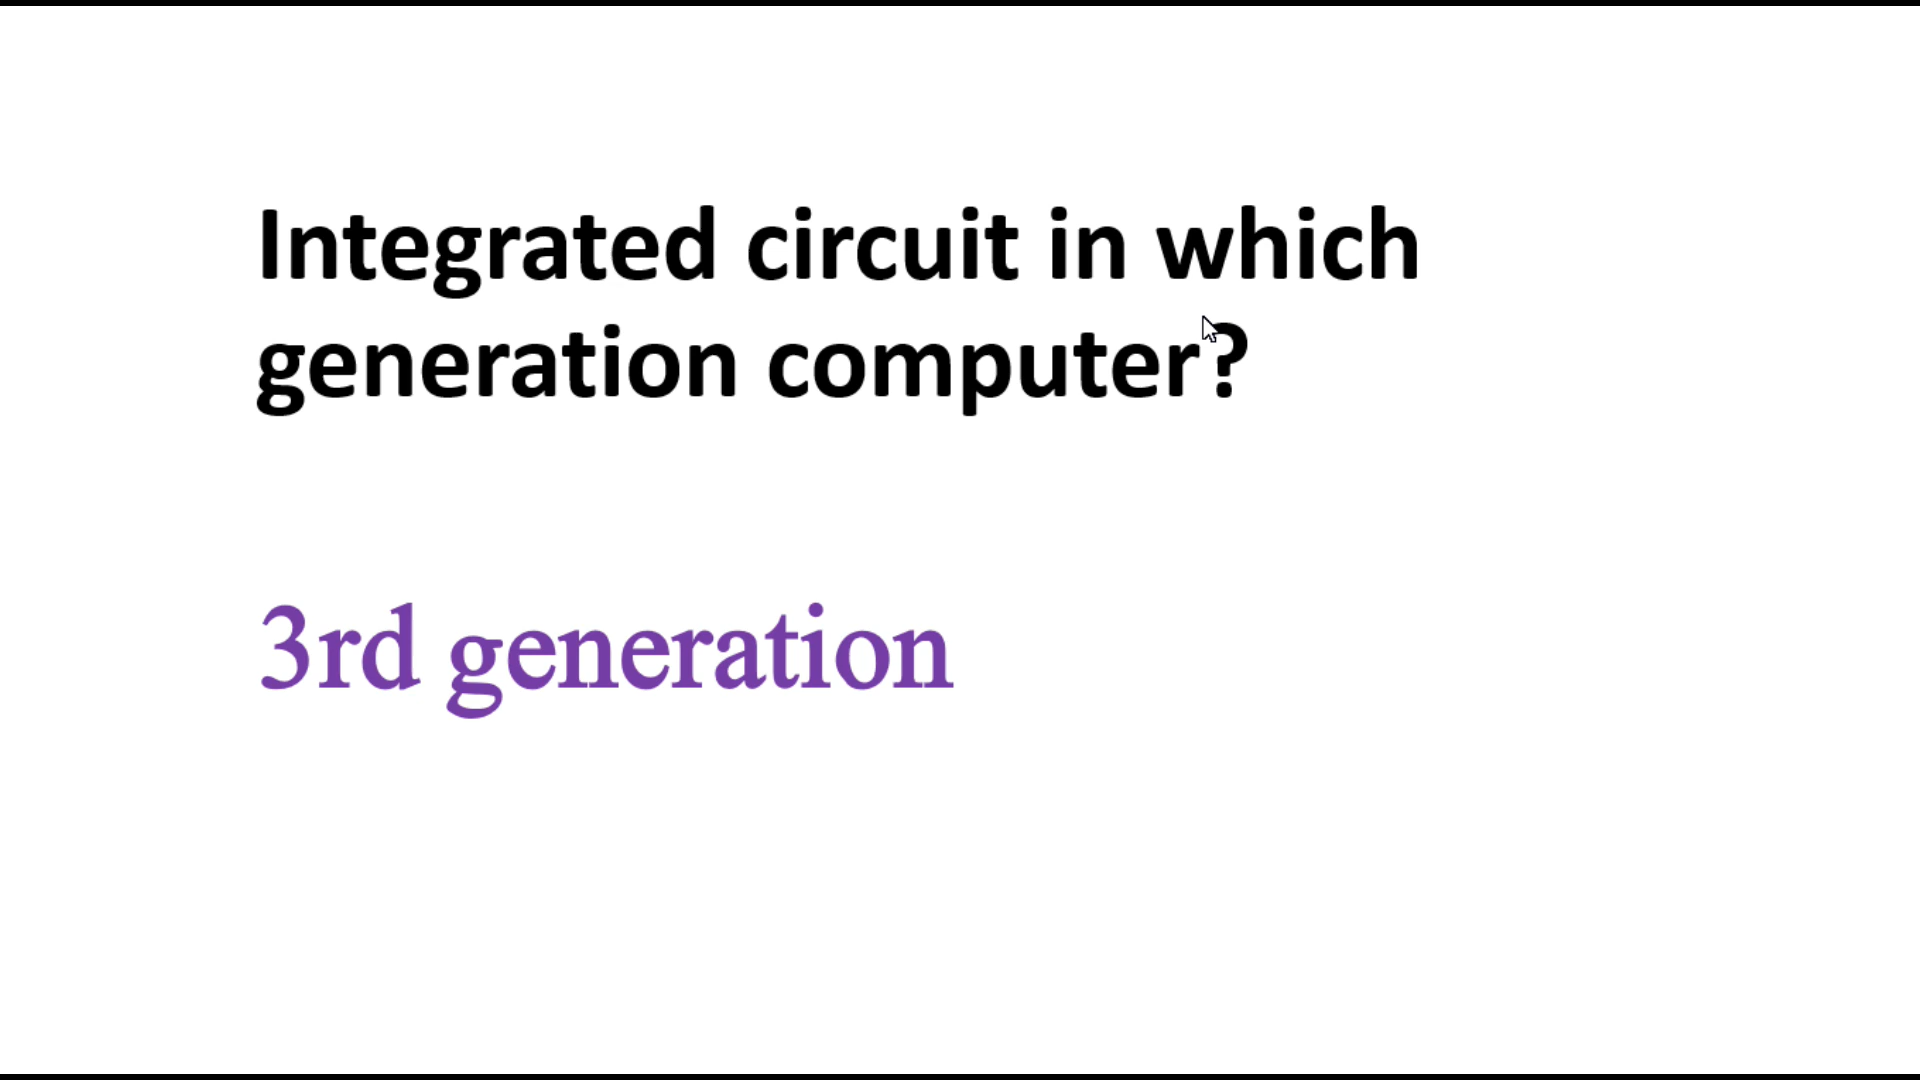 Integrated circuit in which
generation computer?
3rd generation